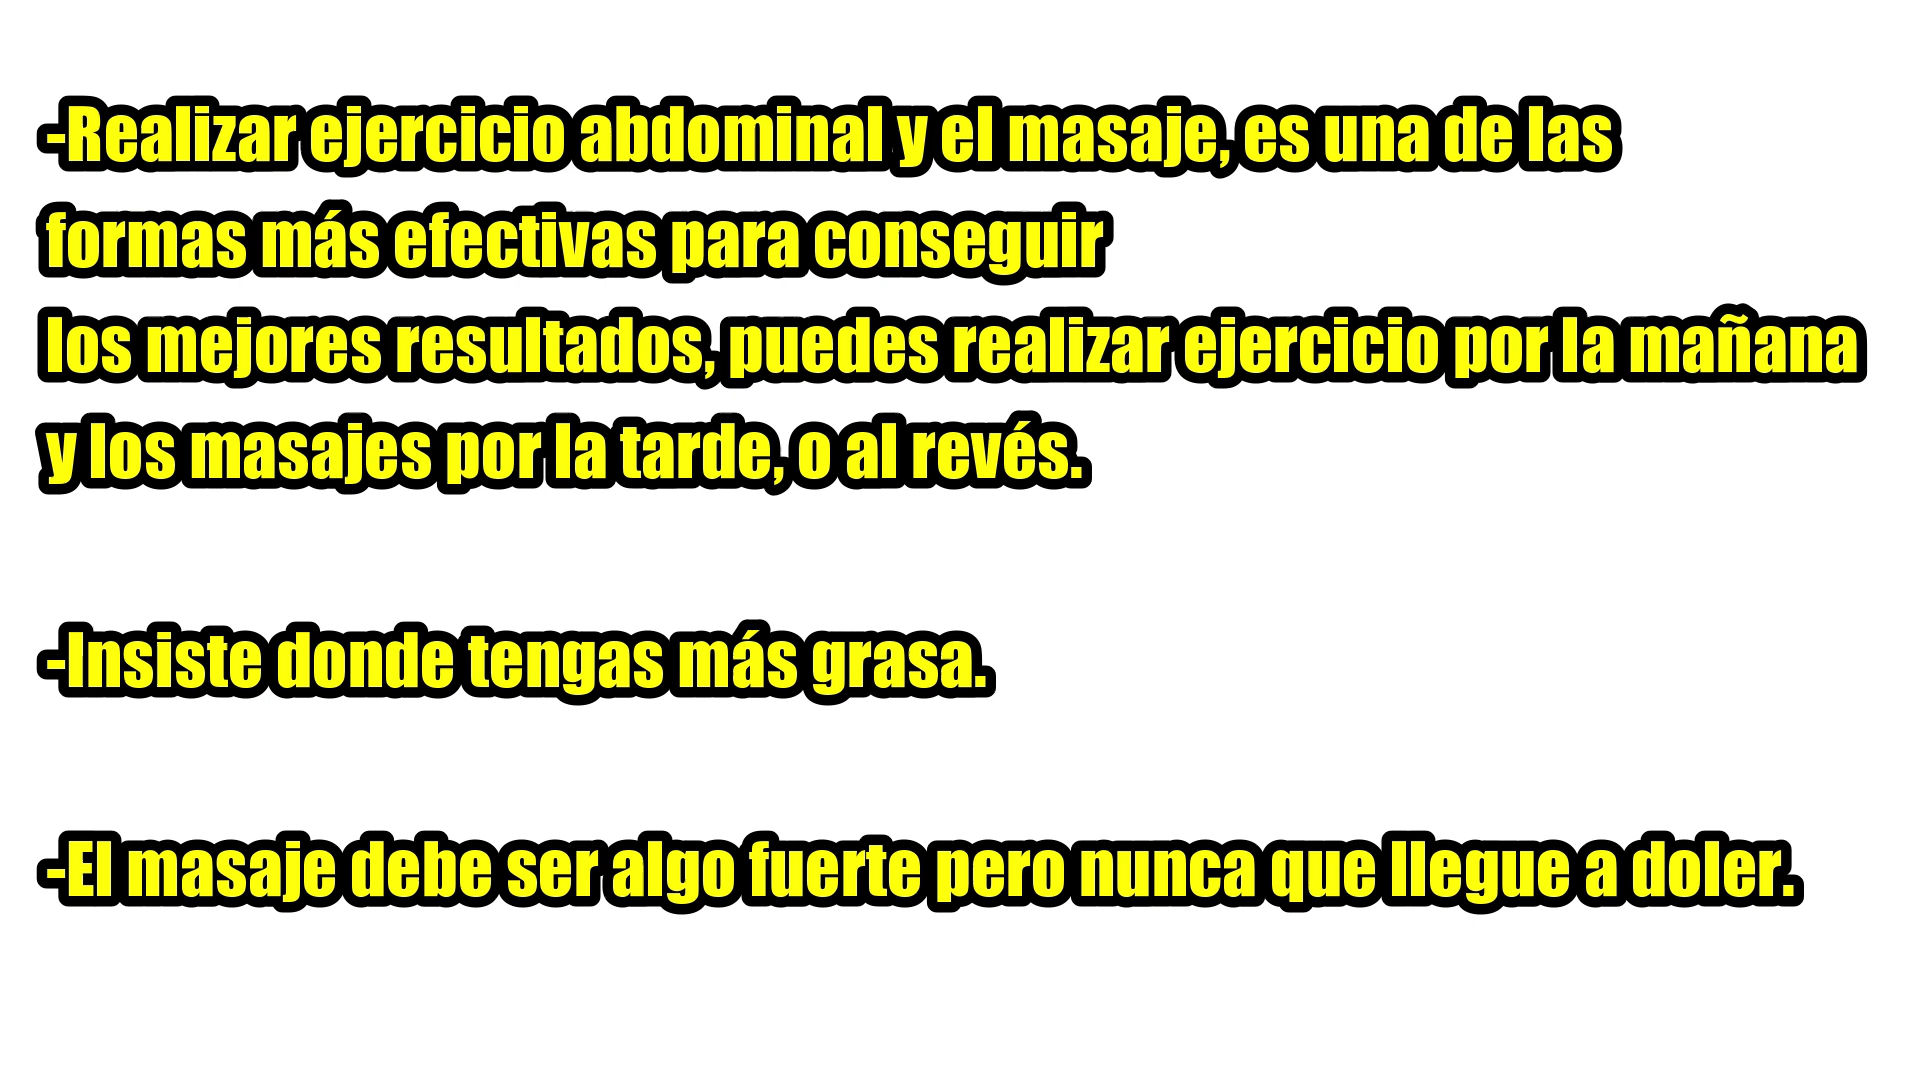 -Realizar ejercicio abdominal y el masaje, es una de las
formas más efectivas para conseguir
los mejores resultados, puedes realizar ejercicio por la mañana
y los masajes por la tarde, o al revés.
-Insiste donde tengas más grasa.
-El masaje debe ser algo fuerte pero nunca que llegue a doler.